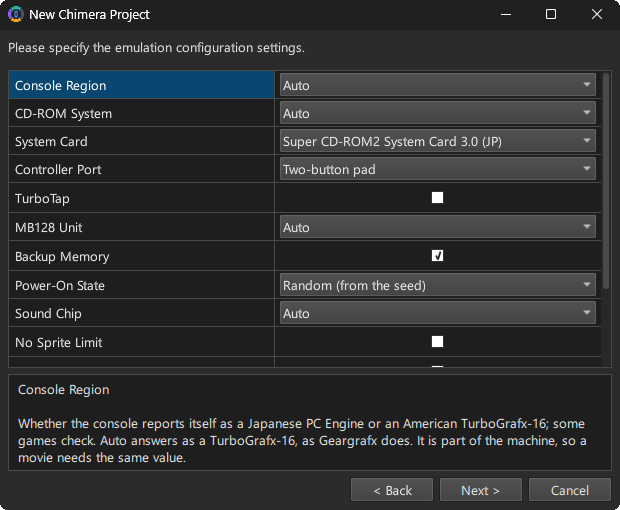 New Chimera Project
Please specify the emulation configuration settings.
Console Region Auto
CD-ROM System Auto
System Card Super CD-ROM2 System Card 3.0 (JP)
Controller Port Two-button pad
TurboTap
MB128 Unit Auto
Backup Memory
Power-On State Random (from the seed)
Sound Chip Auto
No Sprite Limit
Console Region
Whether the console reports itself as a Japanese PC Engine or an American TurboGrafx-16; some
games check. Auto answers as a TurboGrafx-16, as Geargrafx does. It is part of the machine, so a
movie needs the same value.
< Back Next > Cancel